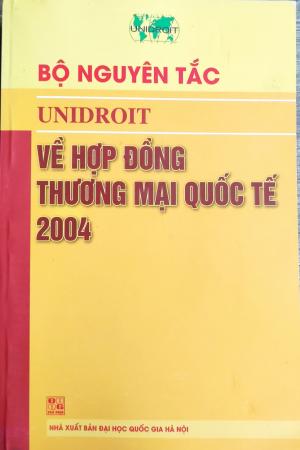 UNIDROIT
BỘ NGUYÊN TẮC
UNIDROIT
VỀ HỢP ĐỒNG
THƯƠNG MẠI QUỐC TẾ
2004
NHÀ XUẤT BẢN ĐẠI HỌC QUỐC GIA HÀ NỘI